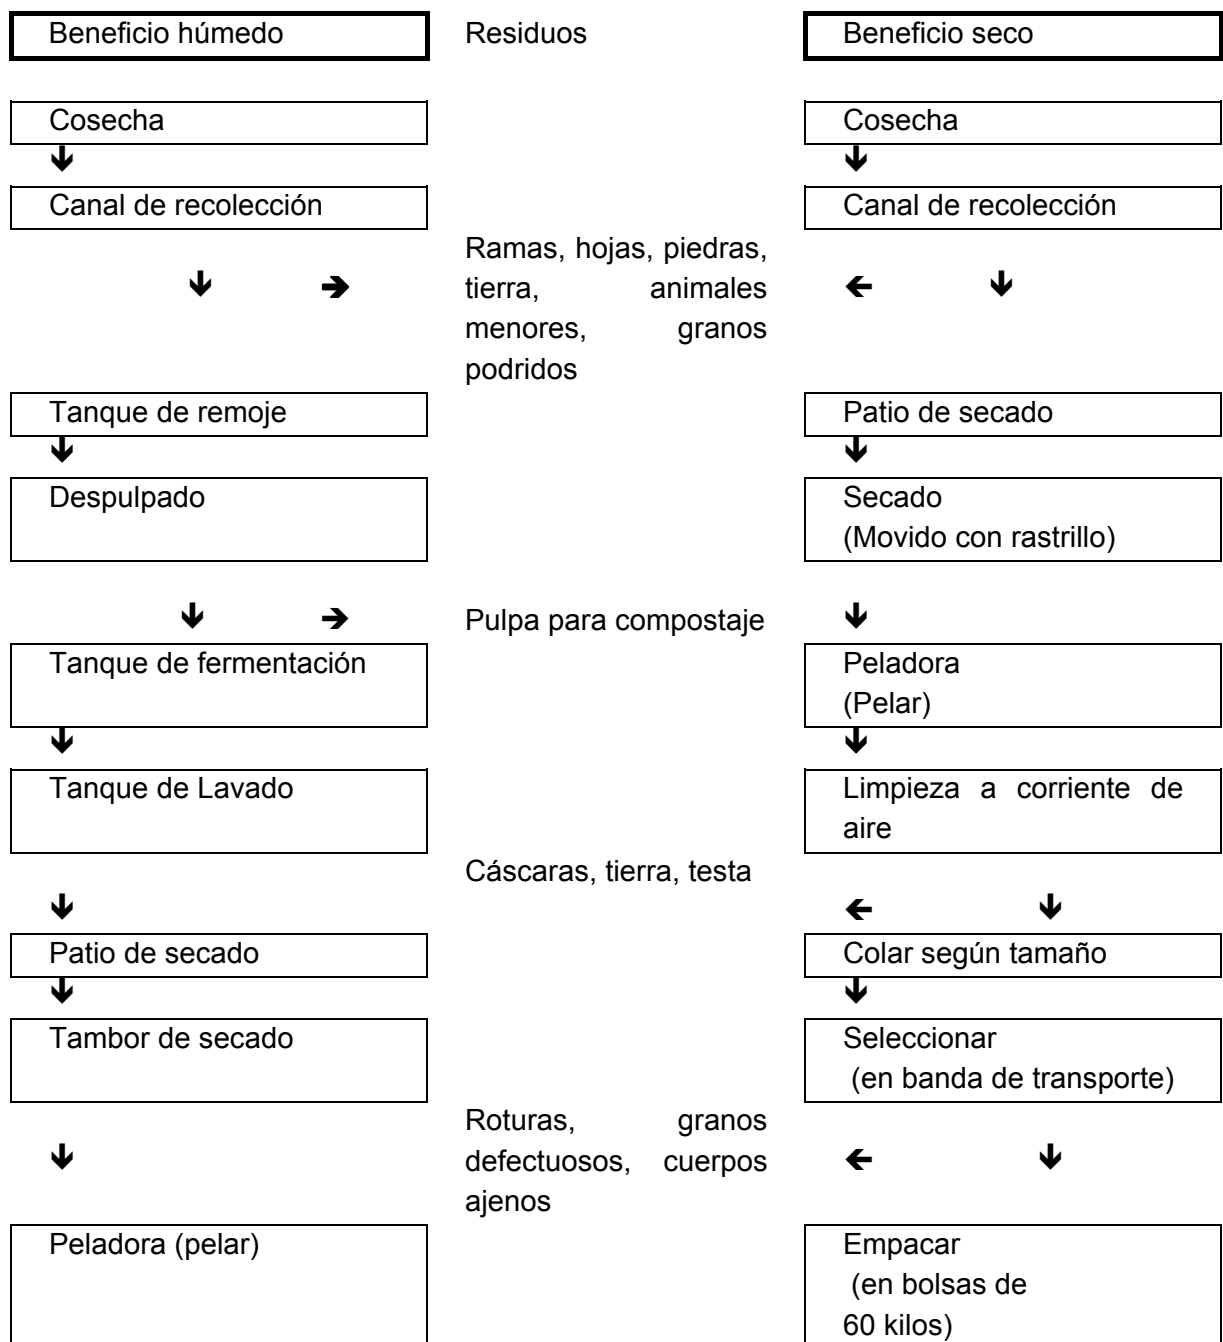 Beneficio húmedo
Residuos
Beneficio seco
Cosecha
Cosecha
Canal de recolección
Canal de recolección
Ramas, hojas, piedras,
tierra, animales
menores, granos
podridos
Tanque de remoje
Patio de secado
Despulpado
Secado
(Movido con rastrillo)
Pulpa para compostaje
Tanque de fermentación
Peladora
(Pelar)
Tanque de Lavado
Limpieza a corriente de
aire
Cáscaras, tierra, testa
Patio de secado
Colar según tamaño
Tambor de secado
Seleccionar
(en banda de transporte)
Roturas, granos
defectuosos, cuerpos
ajenos
Peladora (pelar)
Empacar
(en bolsas de
60 kilos)